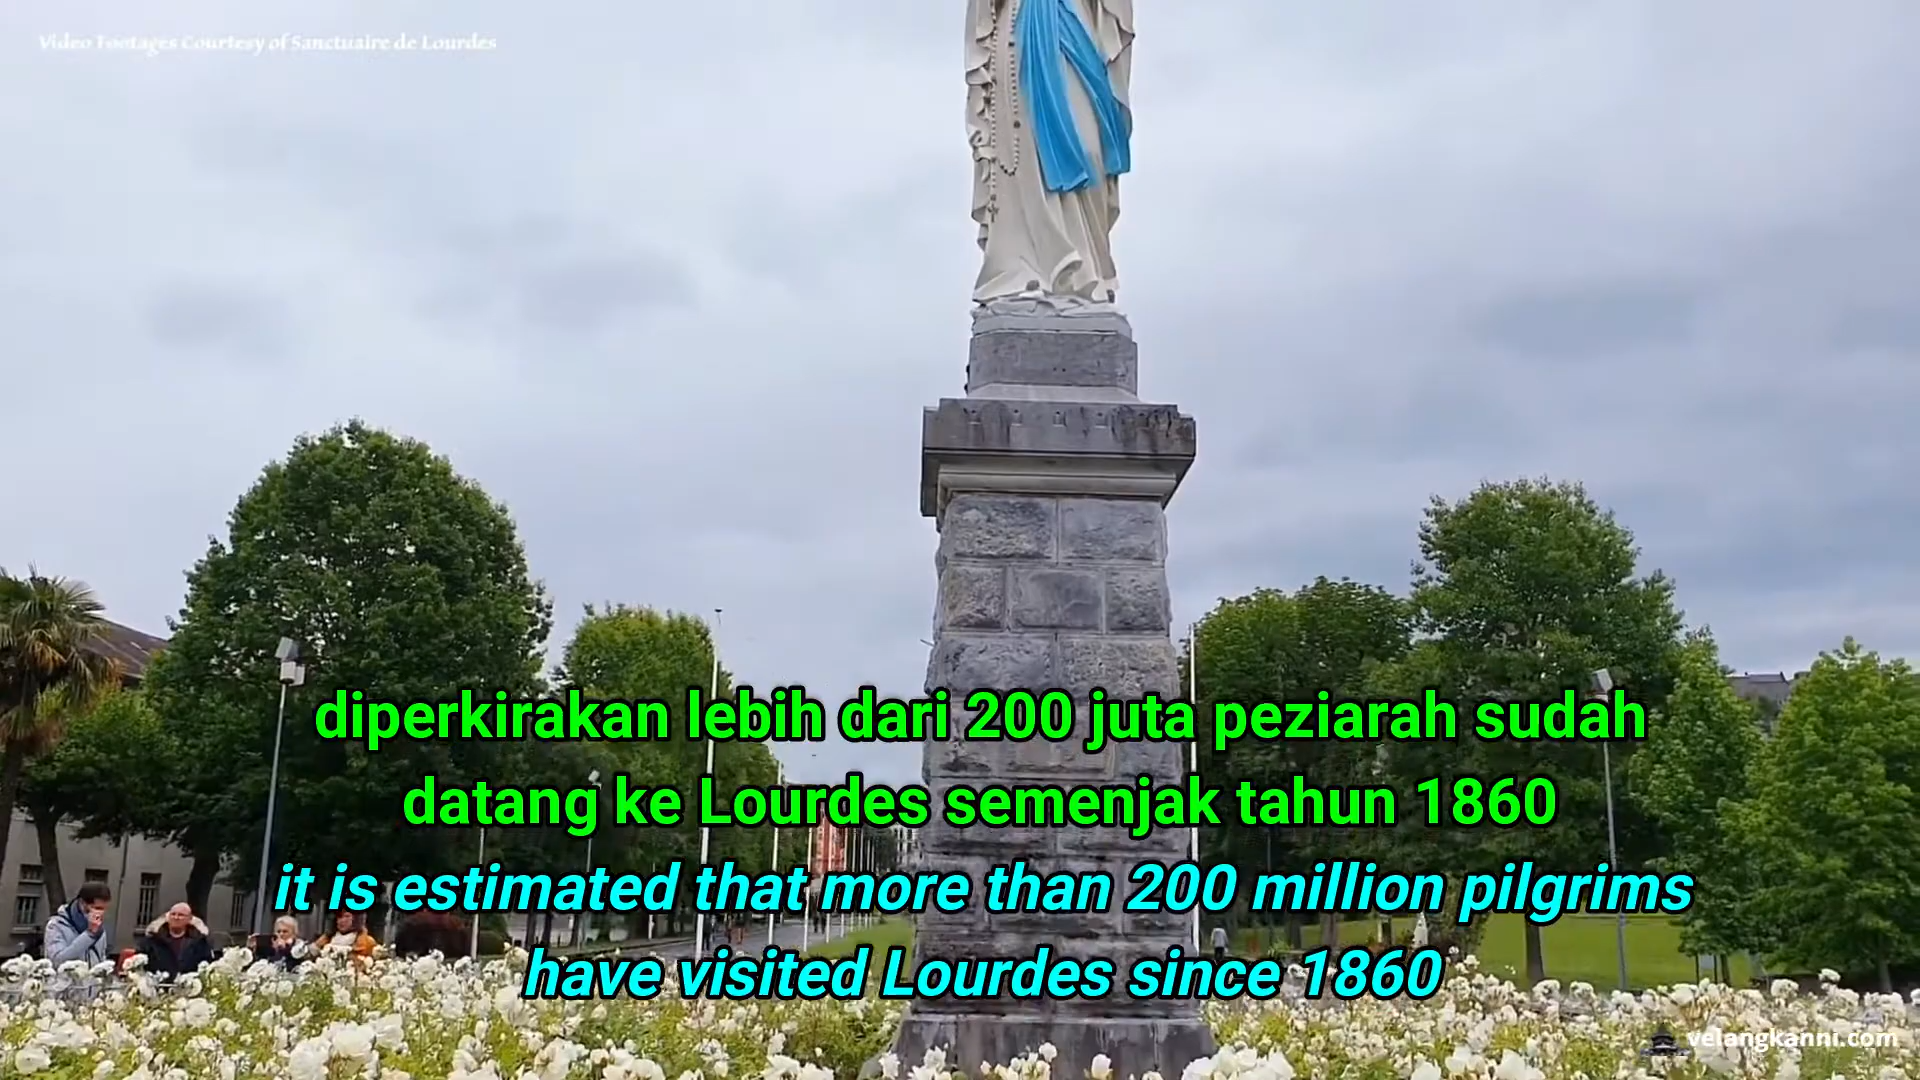 Video Footages Courtesy of Sanctuaire de Lourdes
diperkirakan lebih dari 200 juta peziarah sudah
datang ke Lourdes semenjak tahun 1860
it is estimated that more than 200 million pilgrims
have visited Lourdes since 1860
velangkanni.com